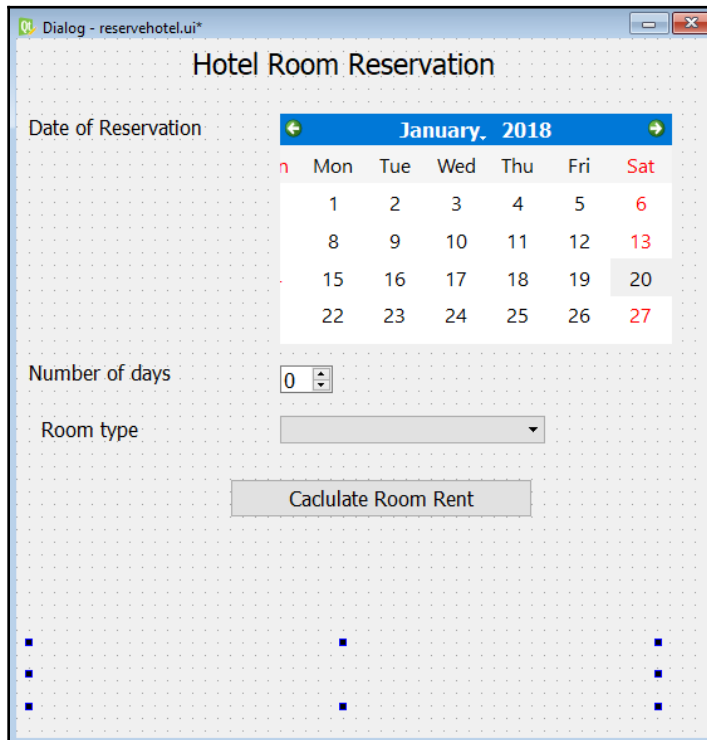 Dialog - reservehotel.ui*
Hotel Room Reservation
Date of Reservation
January, 2018
n Mon Tue Wed Thu Fri Sat
1 2 3 4 5 6
8 9 10 11 12 13
15 16 17 18 19 20
22 23 24 25 26 27
Number of days
0
Room type
Caclulate Room Rent